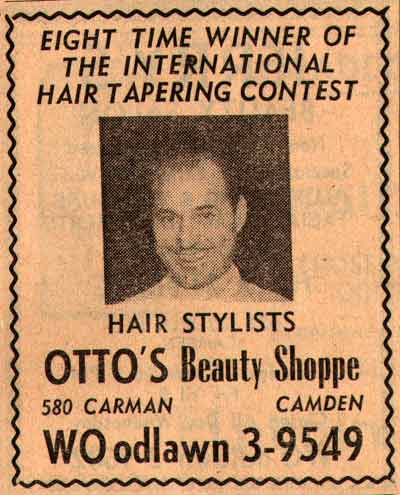 EIGHT TIME WINNER OF
THE INTERNATIONAL
HAIR TAPERING CONTEST
HAIR STYLISTS
OTTO'S Beauty Shoppe
580 CARMAN CAMDEN
WOodlawn 3-9549